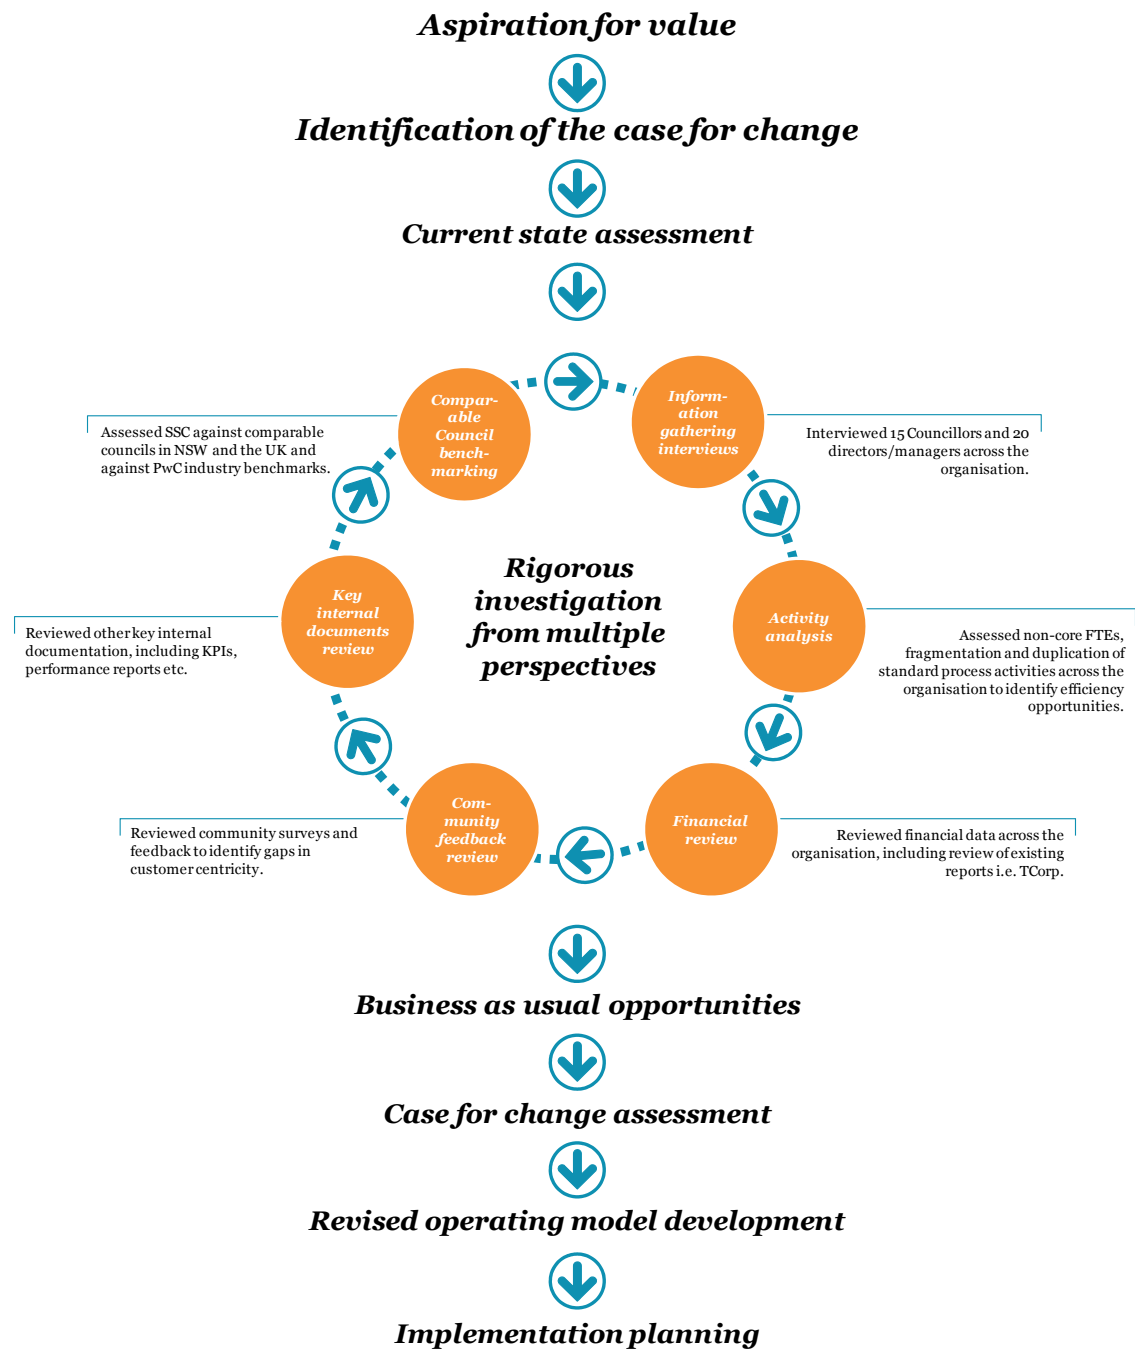 Aspiration for value
Identification of the case for change
Current state assessment
Compar-
able
Council
bench-
marking
Inform-
ation
gathering
interviews
Assessed SSC against comparable
councils in NSW and the UK and
against PwC industry benchmarks.
Interviewed 15 Councillors and 20
directors/managers across the
organisation.
Rigorous
investigation
from multiple
perspectives
Key
internal
documents
review
Activity
analysis
Reviewed other key internal
documentation, including KPIs,
performance reports etc.
Assessed non-core FTEs,
fragmentation and duplication of
standard process activities across the
organisation to identify efficiency
opportunities.
Com-
munity
feedback
review
Financial
review
Reviewed community surveys and
feedback to identify gaps in
customer centricity.
Reviewed financial data across the
organisation, including review of existing
reports i.e. TCorp.
Business as usual opportunities
Case for change assessment
Revised operating model development
Implementation planning